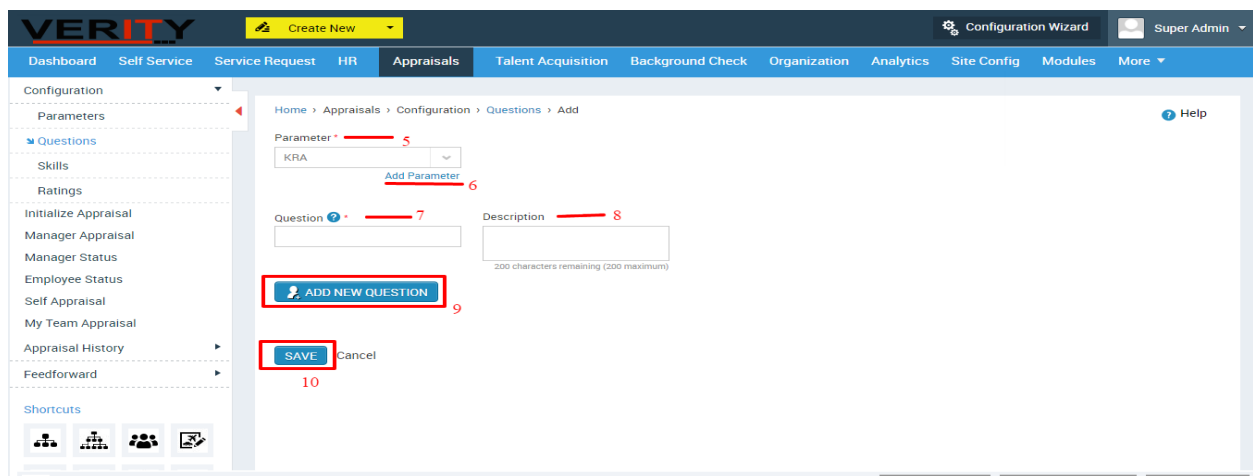 VERITY
Create New
Configuration Wizard
Super Admin
Dashboard Self Service Service Request HR Appraisals Talent Acquisition Background Check Organization Analytics Site Config Modules More
Configuration
Parameters
Questions
Skills
Ratings
Initialize Appraisal
Manager Appraisal
Manager Status
Employee Status
Self Appraisal
My Team Appraisal
Appraisal History
Feedforward
Shortcuts
Home › Appraisals › Configuration › Questions › Add
? Help
Parameter * 5
KRA
Add Parameter 6
Question ? * 7 Description 8
200 characters remaining (200 maximum)
ADD NEW QUESTION
9
SAVE Cancel
10